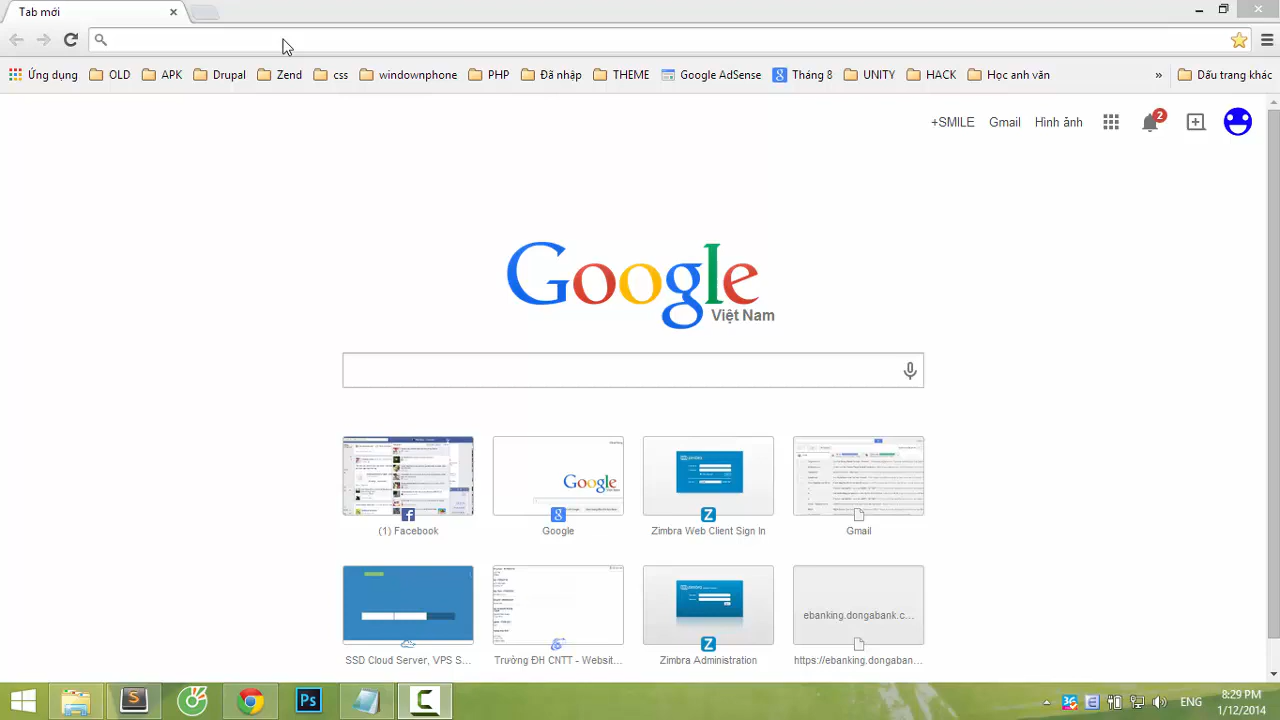 Tab mới
Ứng dụng OLD APK Drupal Zend css windownphone PHP Đã nhập THEME Google AdSense Tháng 8 UNITY HACK Học anh văn » Dấu trang khác
+SMILE Gmail Hình ảnh 2
Google
Việt Nam
(1) Facebook Google Zimbra Web Client Sign In Gmail
ebanking.dongabank.c...
SSD Cloud Server, VPS S... Trường ĐH CNTT - Websit... Zimbra Administration https://ebanking.dongaban...
Ps ENG 8:29 PM
1/12/2014